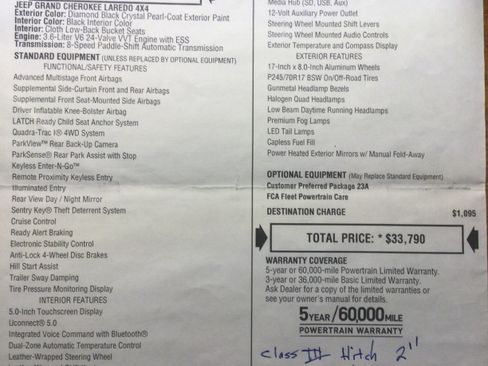 JEEP GRAND CHEROKEE LAREDO 4X4
Exterior Color: Diamond Black Crystal Pearl-Coat Exterior Paint
Interior Color: Black Interior Color
Interior: Cloth Low-Back Bucket Seats
Engine: 3.6-Liter V6 24-Valve VVT Engine with ESS
Transmission: 8-Speed Paddle-Shift Automatic Transmission
STANDARD EQUIPMENT (UNLESS REPLACED BY OPTIONAL EQUIPMENT)
FUNCTIONAL/SAFETY FEATURES
Advanced Multistage Front Airbags
Supplemental Side-Curtain Front and Rear Airbags
Supplemental Front Seat-Mounted Side Airbags
Driver Inflatable Knee-Bolster Airbag
LATCH Ready Child Seat Anchor System
Quadra-Trac I® 4WD System
ParkView™ Rear Back-Up Camera
ParkSense® Rear Park Assist with Stop
Keyless Enter-N-Go™
Remote Proximity Keyless Entry
Illuminated Entry
Rear View Day / Night Mirror
Sentry Key® Theft Deterrent System
Cruise Control
Ready Alert Braking
Electronic Stability Control
Anti-Lock 4-Wheel Disc Brakes
Hill Start Assist
Trailer Sway Damping
Tire Pressure Monitoring Display
INTERIOR FEATURES
5.0-Inch Touchscreen Display
Uconnect® 5.0
Integrated Voice Command with Bluetooth®
Dual-Zone Automatic Temperature Control
Leather-Wrapped Steering Wheel
Media Hub (SD, USB, Aux)
12-Volt Auxiliary Power Outlet
Steering Wheel Mounted Shift Levers
Steering Wheel Mounted Audio Controls
Exterior Temperature and Compass Display
EXTERIOR FEATURES
17-Inch x 8.0-Inch Aluminum Wheels
P245/70R17 BSW On/Off-Road Tires
Gunmetal Headlamp Bezels
Halogen Quad Headlamps
Low Beam Daytime Running Headlamps
Premium Fog Lamps
LED Tail Lamps
Capless Fuel Fill
Power Heated Exterior Mirrors w/ Manual Fold-Away
OPTIONAL EQUIPMENT (May Replace Standard Equipment)
Customer Preferred Package 23A
FCA Fleet Powertrain Care
DESTINATION CHARGE $1,095
TOTAL PRICE: * $33,790
WARRANTY COVERAGE
5-year or 60,000-mile Powertrain Limited Warranty.
3-year or 36,000-mile Basic Limited Warranty.
Ask Dealer for a copy of the limited warranties or
see your owner's manual for details.
5YEAR/60,000MILE
POWERTRAIN WARRANTY
Class III Hitch 2"